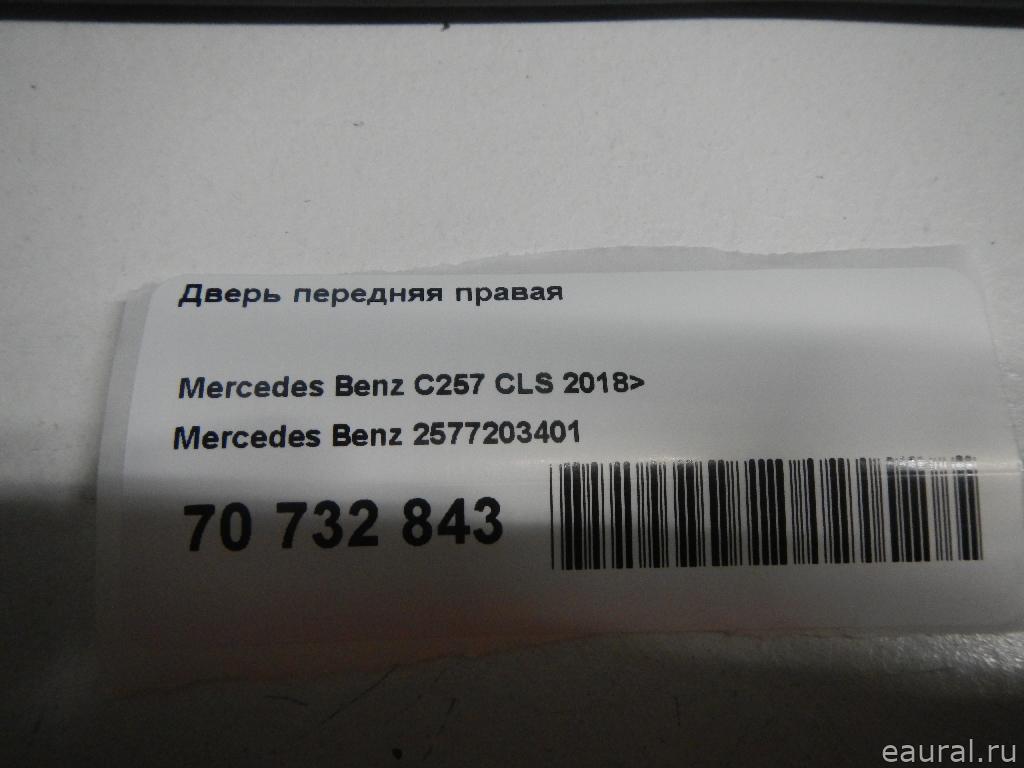 Дверь передняя правая
Mercedes Benz C257 CLS 2018>
Mercedes Benz 2577203401
70 732 843
eaural.ru